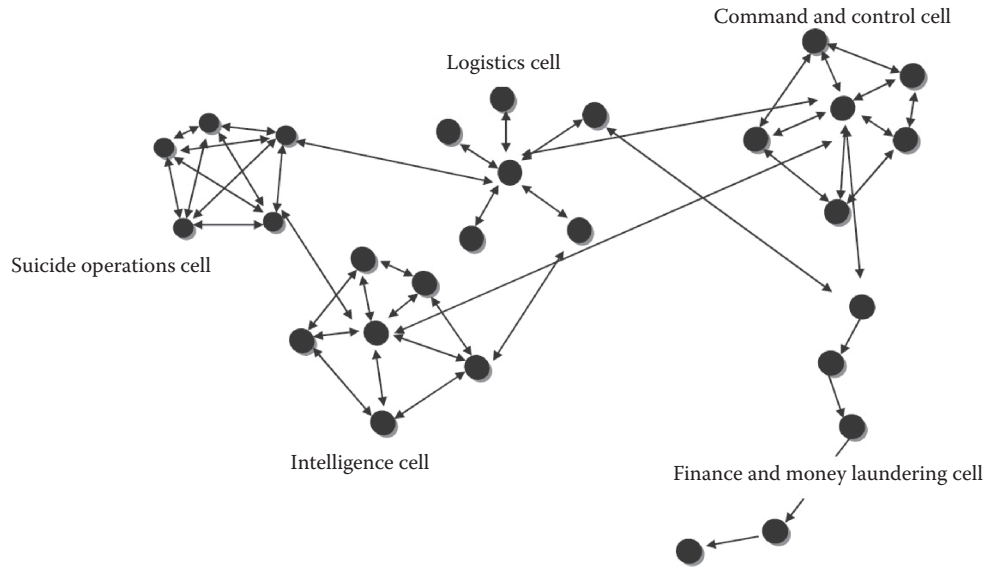 Command and control cell
Logistics cell
Suicide operations cell
Intelligence cell
Finance and money laundering cell